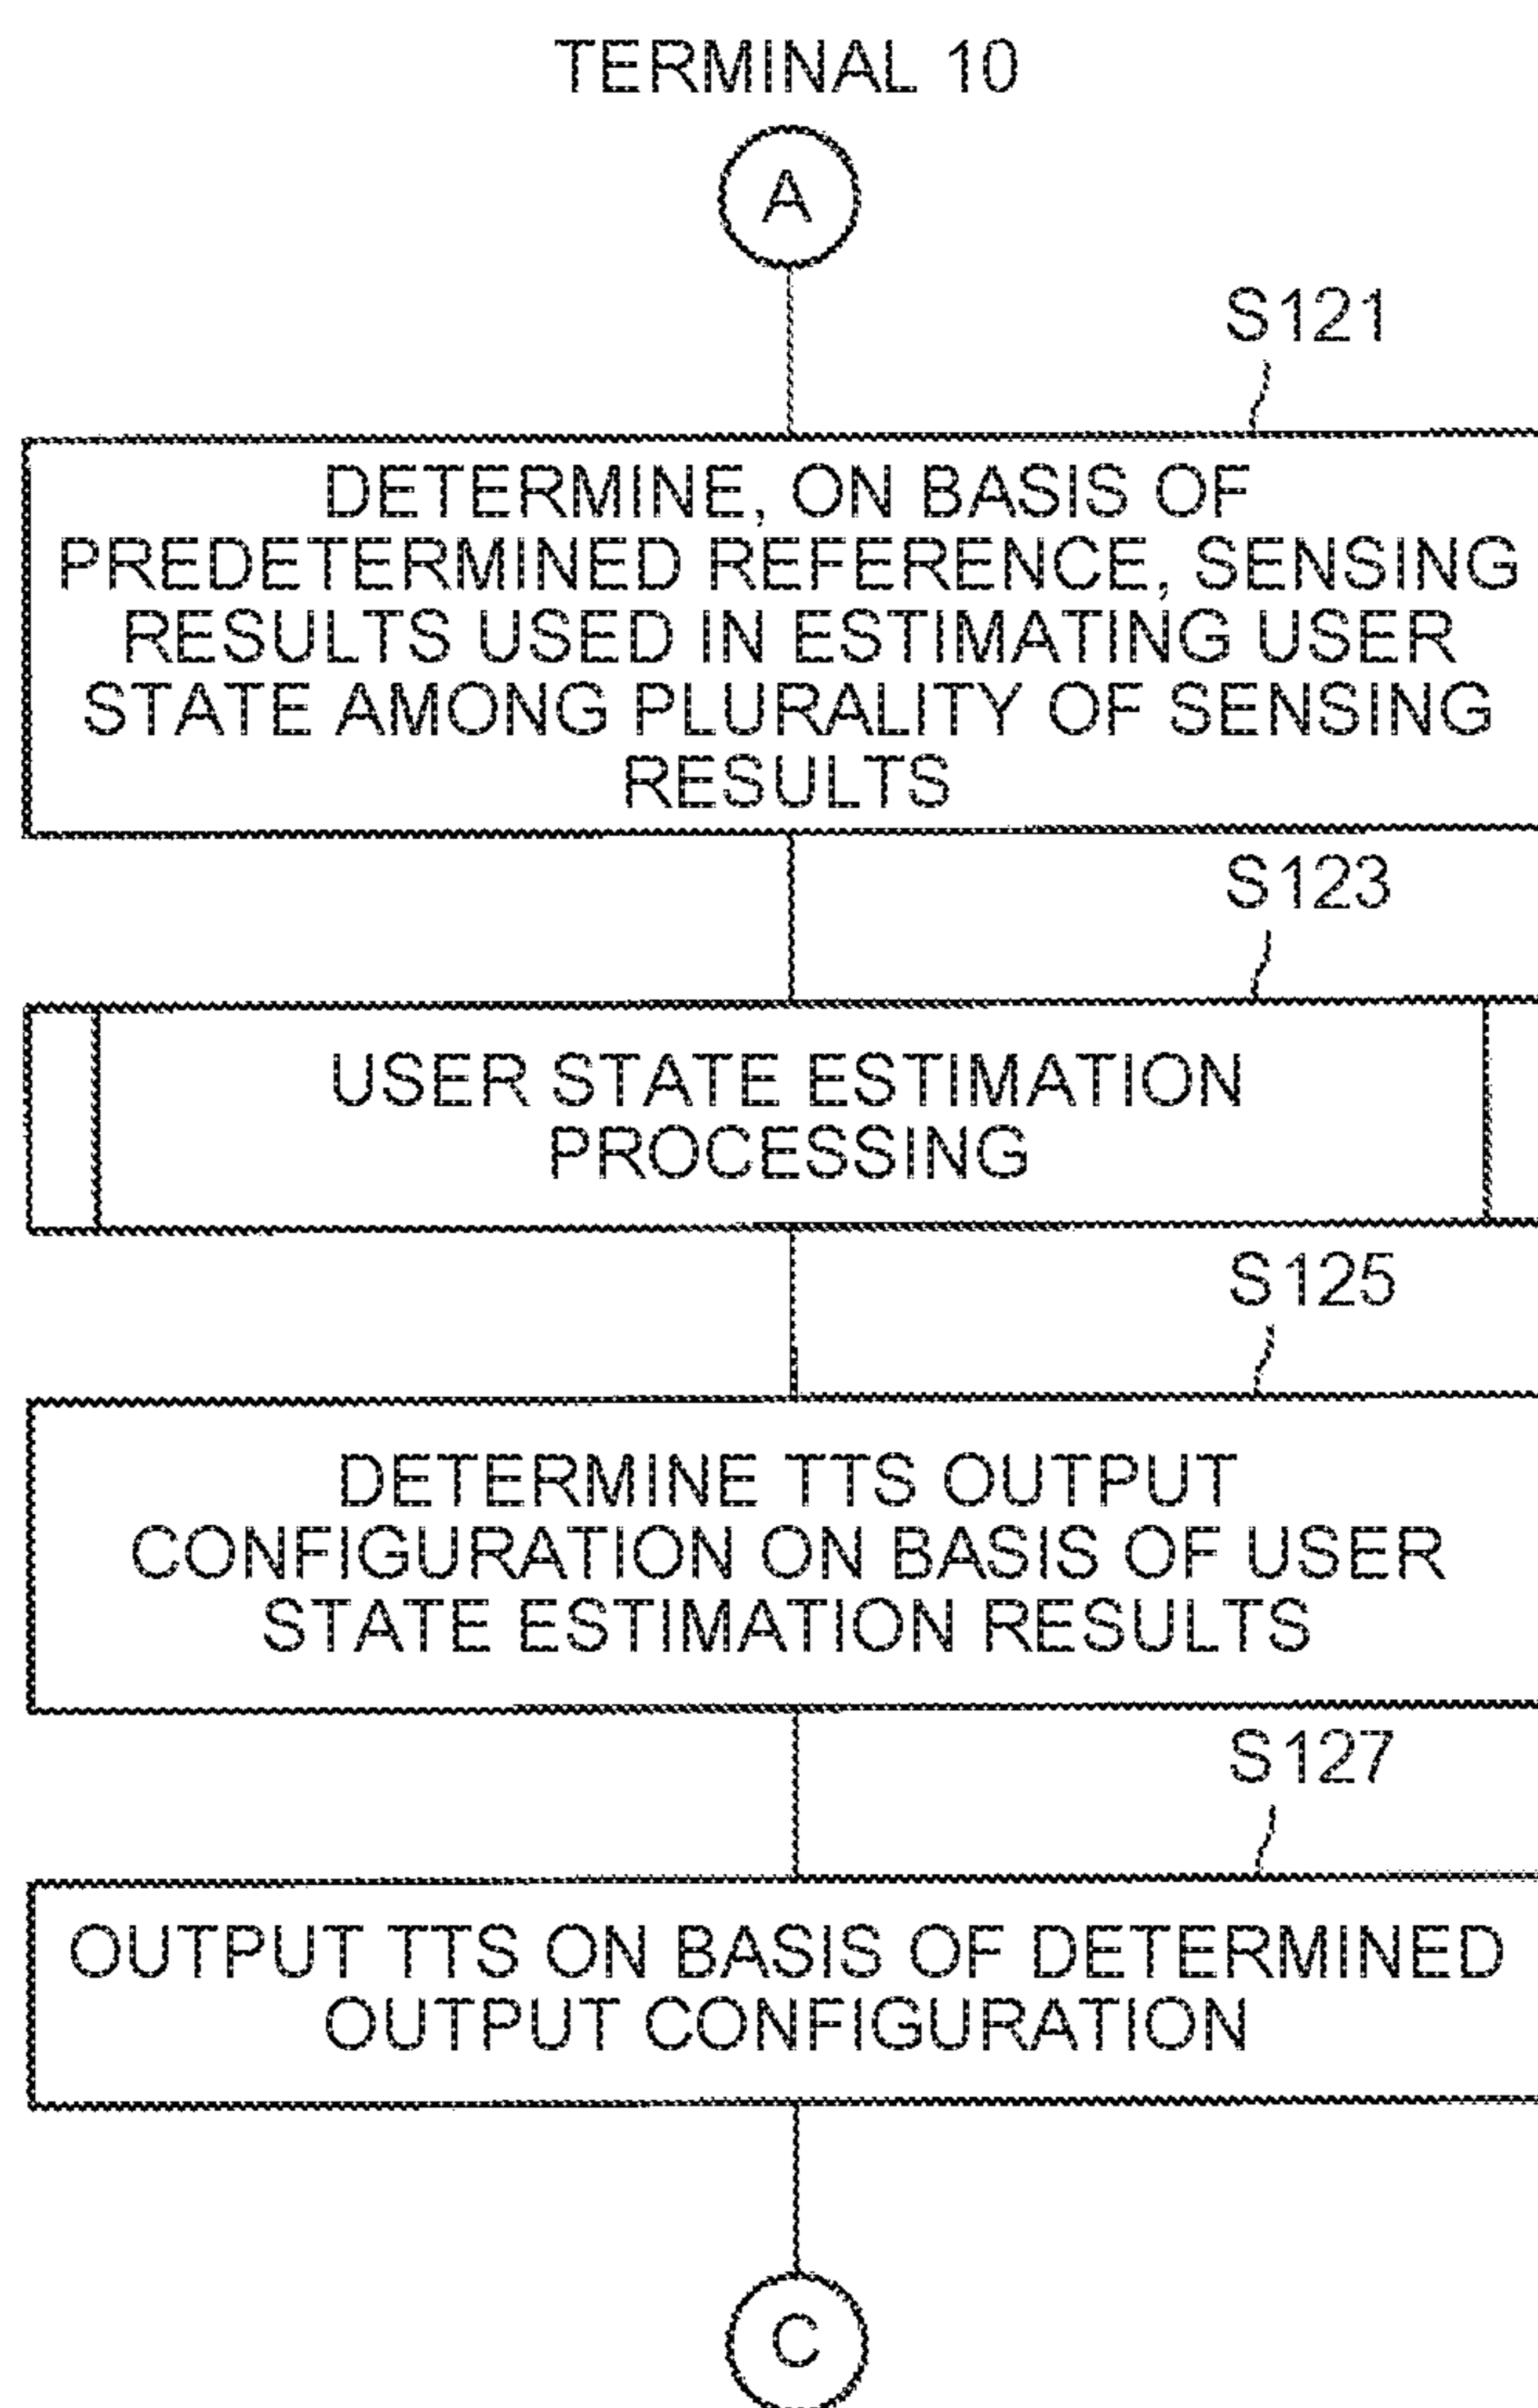 TERMINAL 10
A
S121
DETERMINE, ON BASIS OF
PREDETERMINED REFERENCE, SENSING
RESULTS USED IN ESTIMATING USER
STATE AMONG PLURALITY OF SENSING
RESULTS
S123
USER STATE ESTIMATION
PROCESSING
S125
DETERMINE TTS OUTPUT
CONFIGURATION ON BASIS OF USER
STATE ESTIMATION RESULTS
S127
OUTPUT TTS ON BASIS OF DETERMINED
OUTPUT CONFIGURATION
C